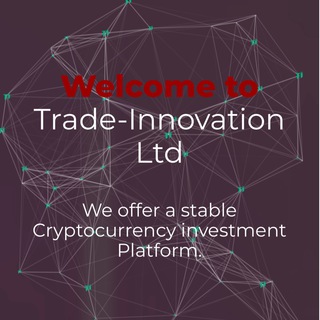 Welcome to
Trade-Innovation
Ltd
We offer a stable
Cryptocurrency investment
Platform.